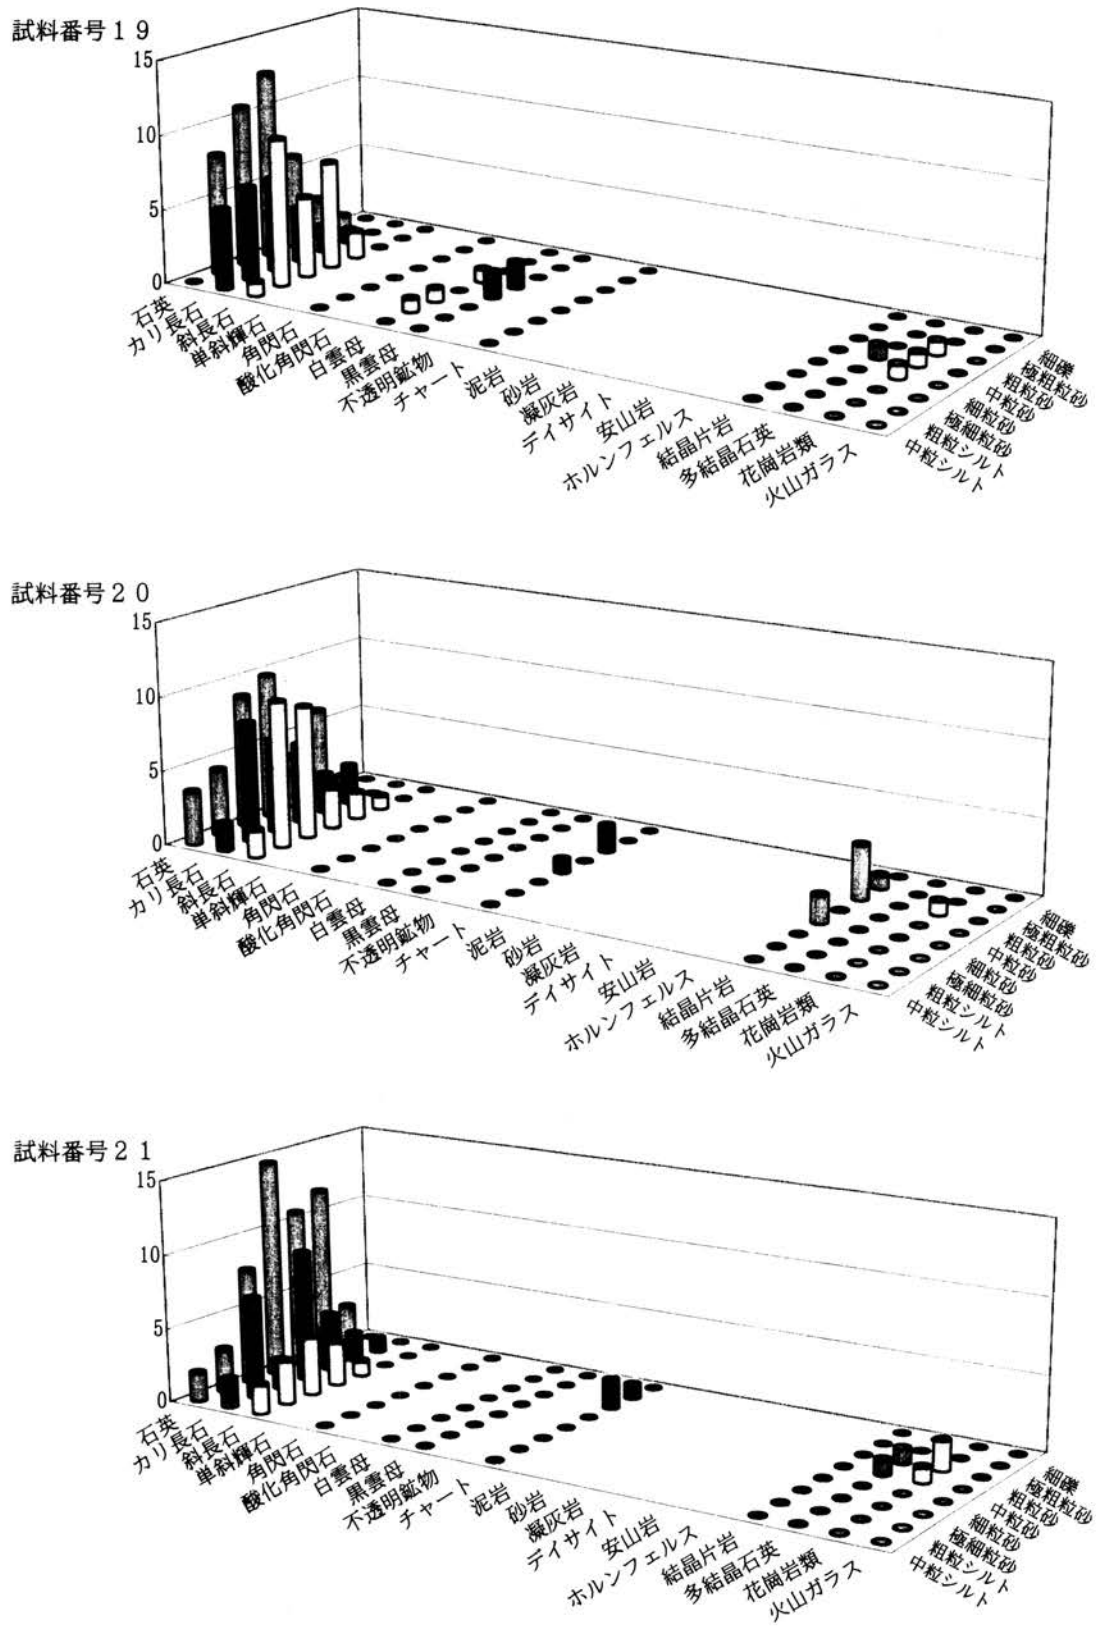 試料番号19
15
10
5
0
石英
カリ長石
斜長石
単斜輝石
角閃石
酸化角閃石
白雲母
黒雲母
不透明鉱物
チャート
泥岩
砂岩
凝灰岩
デイサイト
安山岩
ホルンフェルス
結晶片岩
多結晶石英
花崗岩類
火山ガラス
細礫
極粗粒砂
粗粒砂
中粒砂
細粒砂
極細粒砂
粗粒シルト
中粒シルト
試料番号20
15
10
5
0
石英
カリ長石
斜長石
単斜輝石
角閃石
酸化角閃石
白雲母
黒雲母
不透明鉱物
チャート
泥岩
砂岩
凝灰岩
デイサイト
安山岩
ホルンフェルス
結晶片岩
多結晶石英
花崗岩類
火山ガラス
細礫
極粗粒砂
粗粒砂
中粒砂
細粒砂
極細粒砂
粗粒シルト
中粒シルト
試料番号21
15
10
5
0
石英
カリ長石
斜長石
単斜輝石
角閃石
酸化角閃石
白雲母
黒雲母
不透明鉱物
チャート
泥岩
砂岩
凝灰岩
デイサイト
安山岩
ホルンフェルス
結晶片岩
多結晶石英
花崗岩類
火山ガラス
細礫
極粗粒砂
粗粒砂
中粒砂
細粒砂
極細粒砂
粗粒シルト
中粒シルト